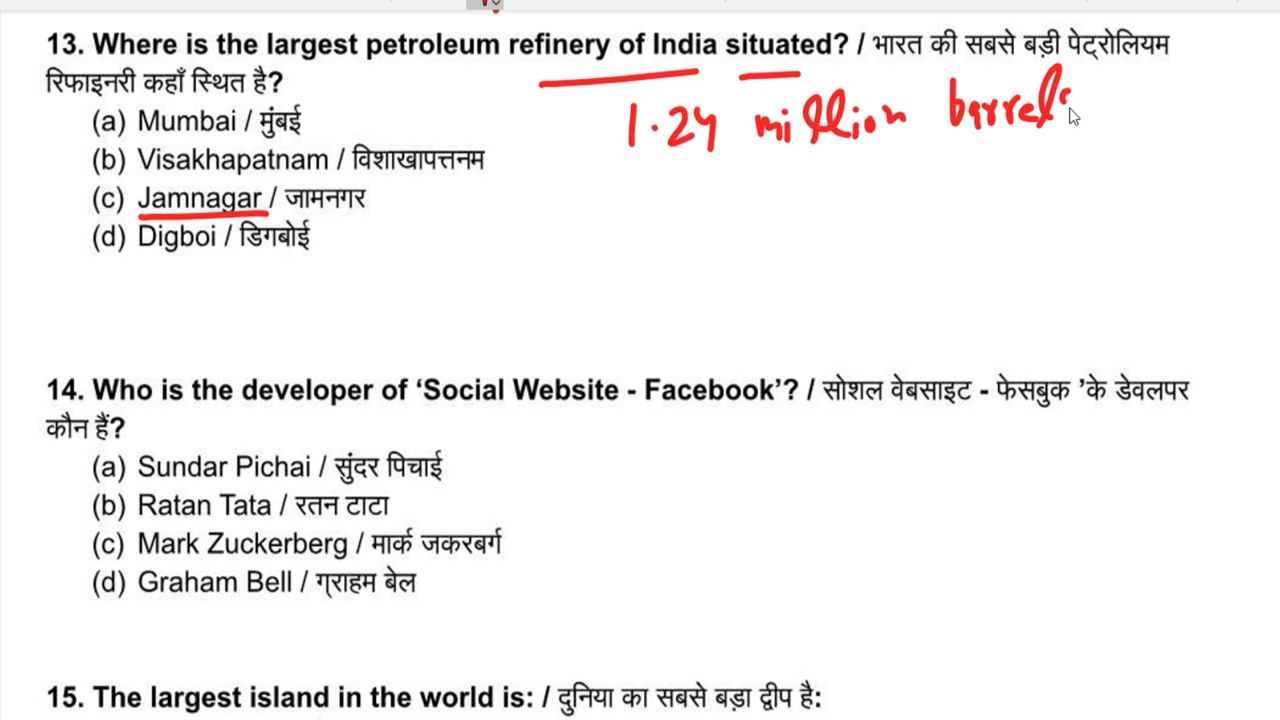 13. Where is the largest petroleum refinery of India situated? / भारत की सबसे बड़ी पेट्रोलियम
रिफाइनरी कहाँ स्थित है?
1.24 million barrels
(a) Mumbai / मुंबई
(b) Visakhapatnam / विशाखापत्तनम
(c) Jamnagar / जामनगर
(d) Digboi / डिगबोई
14. Who is the developer of ‘Social Website - Facebook’? / सोशल वेबसाइट - फेसबुक ’के डेवलपर
कौन हैं?
(a) Sundar Pichai / सुंदर पिचाई
(b) Ratan Tata / रतन टाटा
(c) Mark Zuckerberg / मार्क जकरबर्ग
(d) Graham Bell / ग्राहम बेल
15. The largest island in the world is: / दुनिया का सबसे बड़ा द्वीप है: